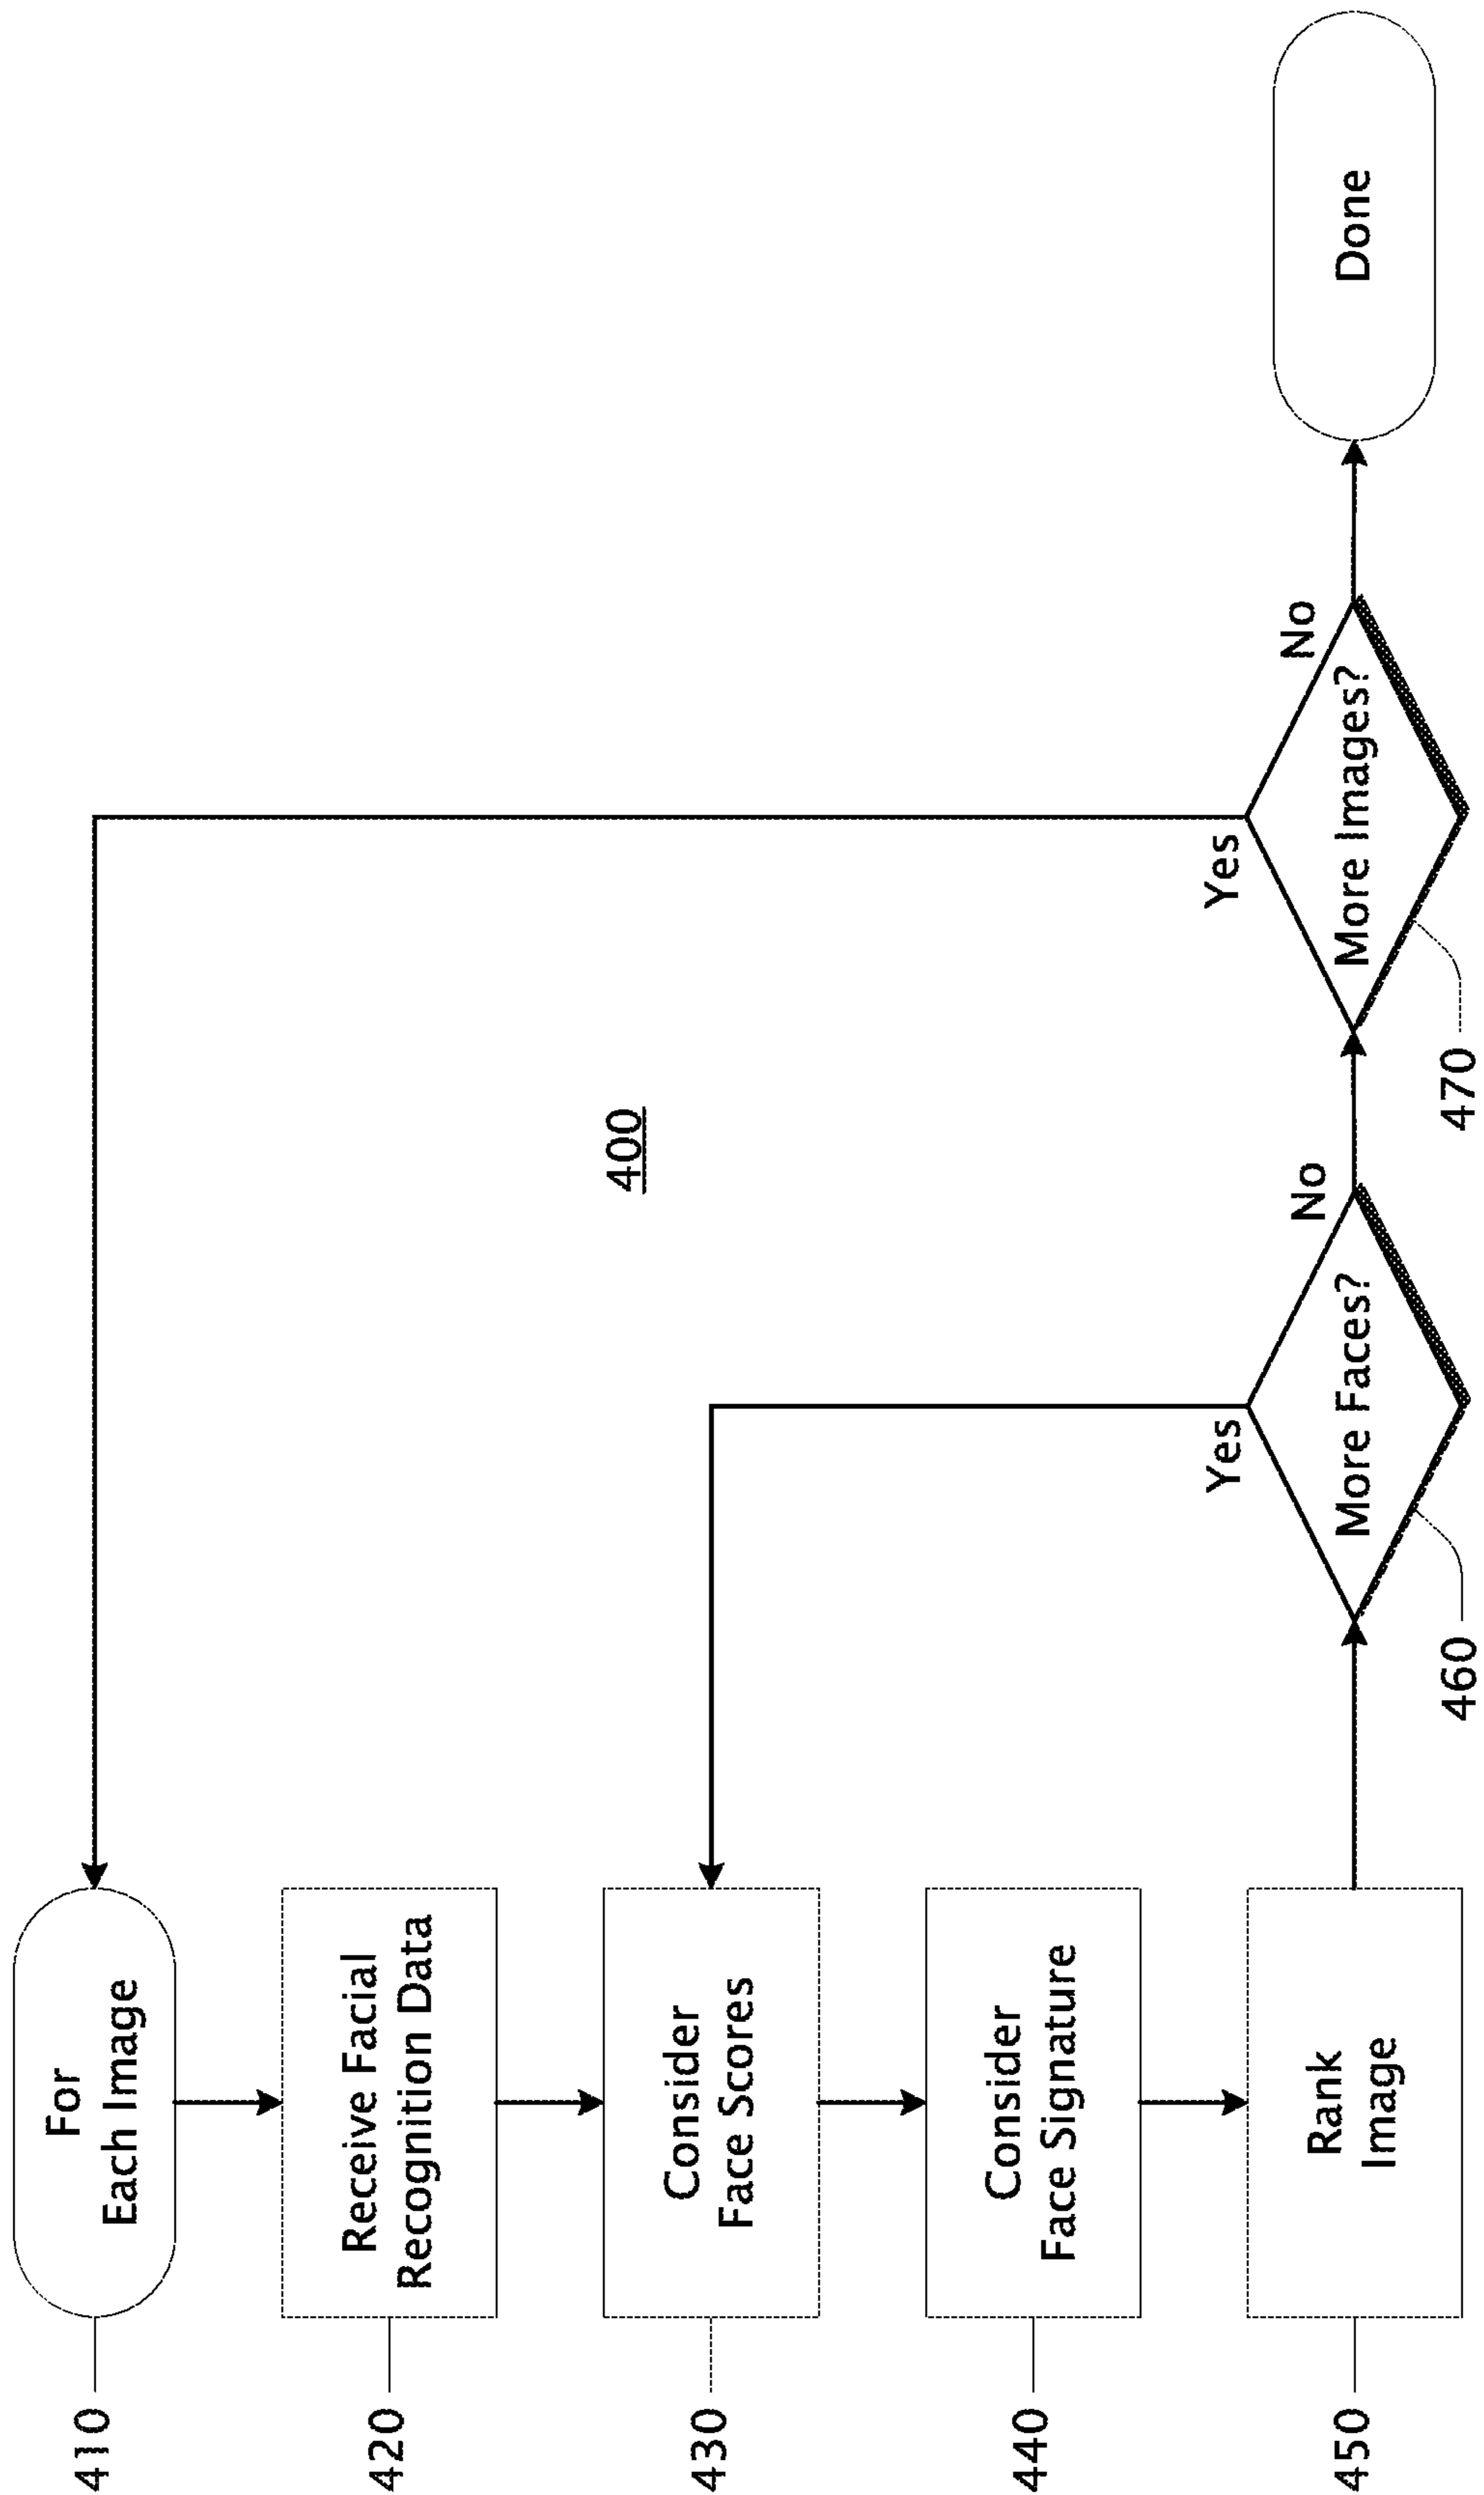 410
For
Each Image
420
Receive Facial
Recognition Data
430
Consider
Face Scores
400
440
Consider
Face Signature
450
Rank
Image
Yes
More Faces?
No
460
Yes
More Images?
No
470
Done